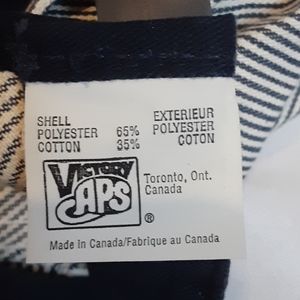 SHELL EXTERIEUR
POLYESTER 65% POLYESTER
COTTON 35% COTON
VICTORY
CAPS
®
Toronto, Ont.
Canada
Made in Canada/Fabrique au Canada